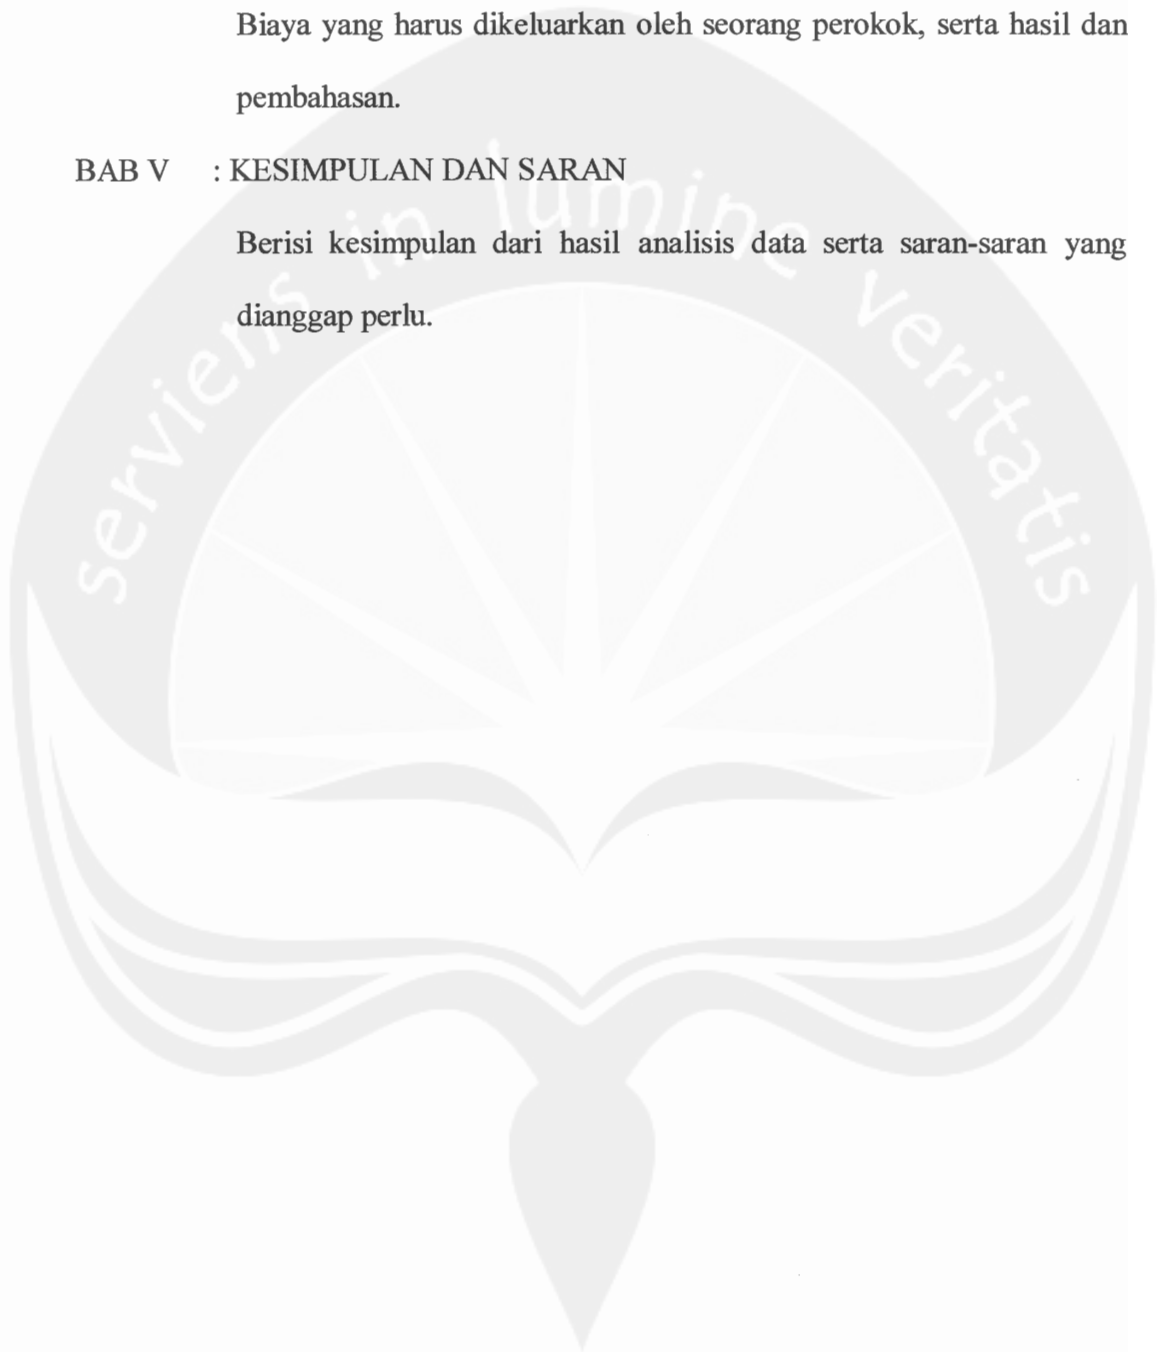 Biaya yang harus dikeluarkan oleh seorang perokok, serta hasil dan
pembahasan.
BAB V : KESIMPULAN DAN SARAN
Berisi kesimpulan dari hasil analisis data serta saran-saran yang
dianggap perlu.
serviens in lumine veritatis